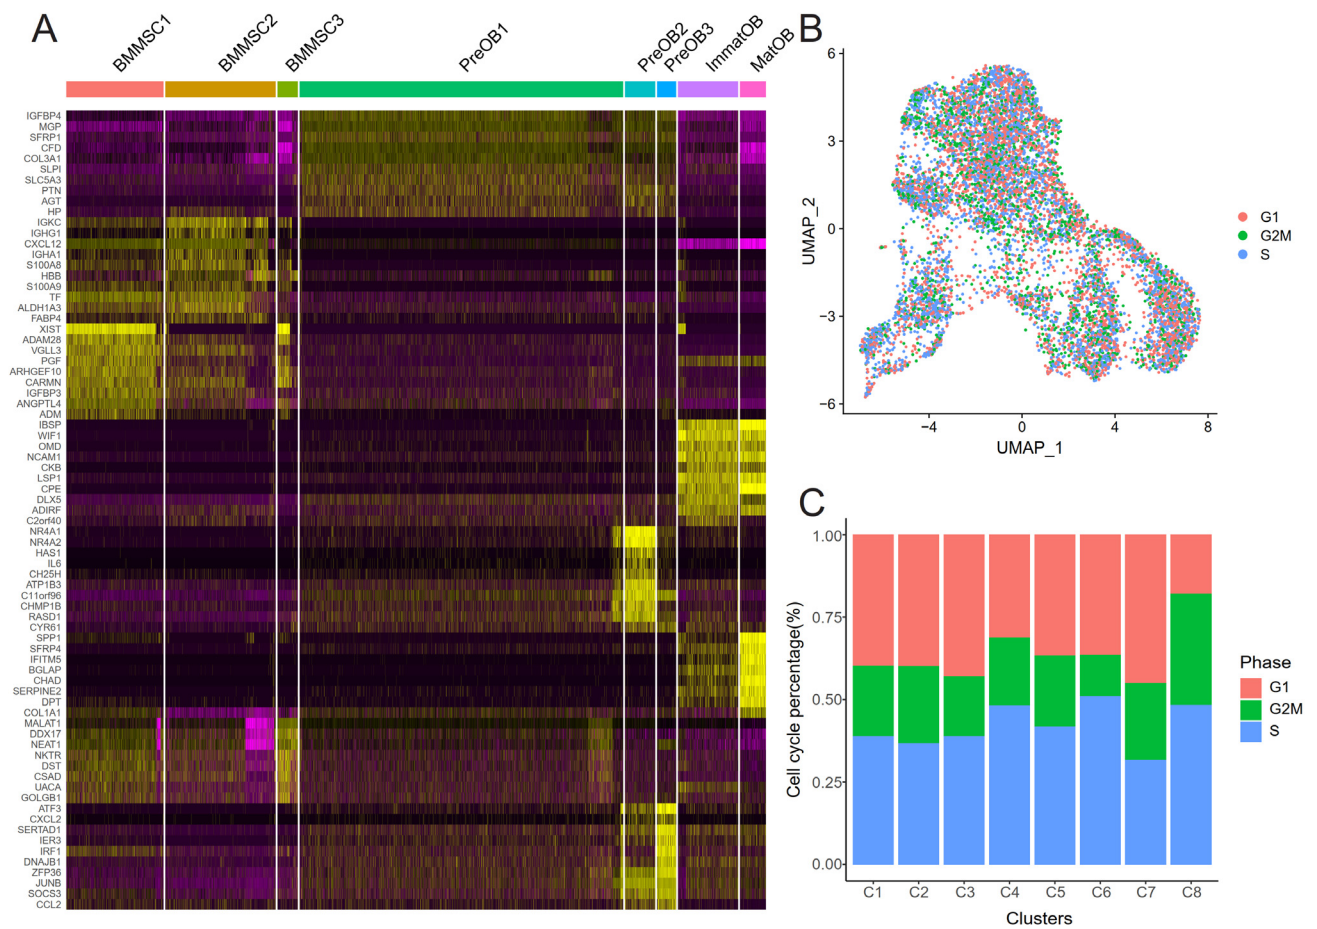 A
BMMSC1
BMMSC2
BMMSC3
PreOB1
PreOB2
PreOB3
ImmatOB
MatOB
IGFBP4
MGP
SFRP1
CFD
COL3A1
SLPI
SLC5A3
PTN
AGT
HP
IGKC
IGHG1
CXCL12
IGHA1
S100A8
HBB
S100A9
TF
ALDH1A3
FABP4
XIST
ADAM28
VGLL3
PGF
ARHGEF10
CARMN
IGFBP3
ANGPTL4
ADM
IBSP
WIF1
OMD
NCAM1
CKB
LSP1
CPE
DLX5
ADIRF
C2orf40
NR4A1
NR4A2
HAS1
IL6
CH25H
ATP1B3
C11orf96
CHMP1B
RASD1
CYR61
SPP1
SFRP4
IFITM5
BGLAP
CHAD
SERPINE2
DPT
COL1A1
MALAT1
DDX17
NEAT1
NKTR
DST
CSAD
UACA
GOLGB1
ATF3
CXCL2
SERTAD1
IER3
IRF1
DNAJB1
ZFP36
JUNB
SOCS3
CCL2
B
UMAP_2
6
3
0
−3
−6
−4
0
4
8
UMAP_1
G1
G2M
S
C
Cell cycle percentage(%)
1.00
0.75
0.50
0.25
0.00
C1 C2 C3 C4 C5 C6 C7 C8
Clusters
Phase
G1
G2M
S